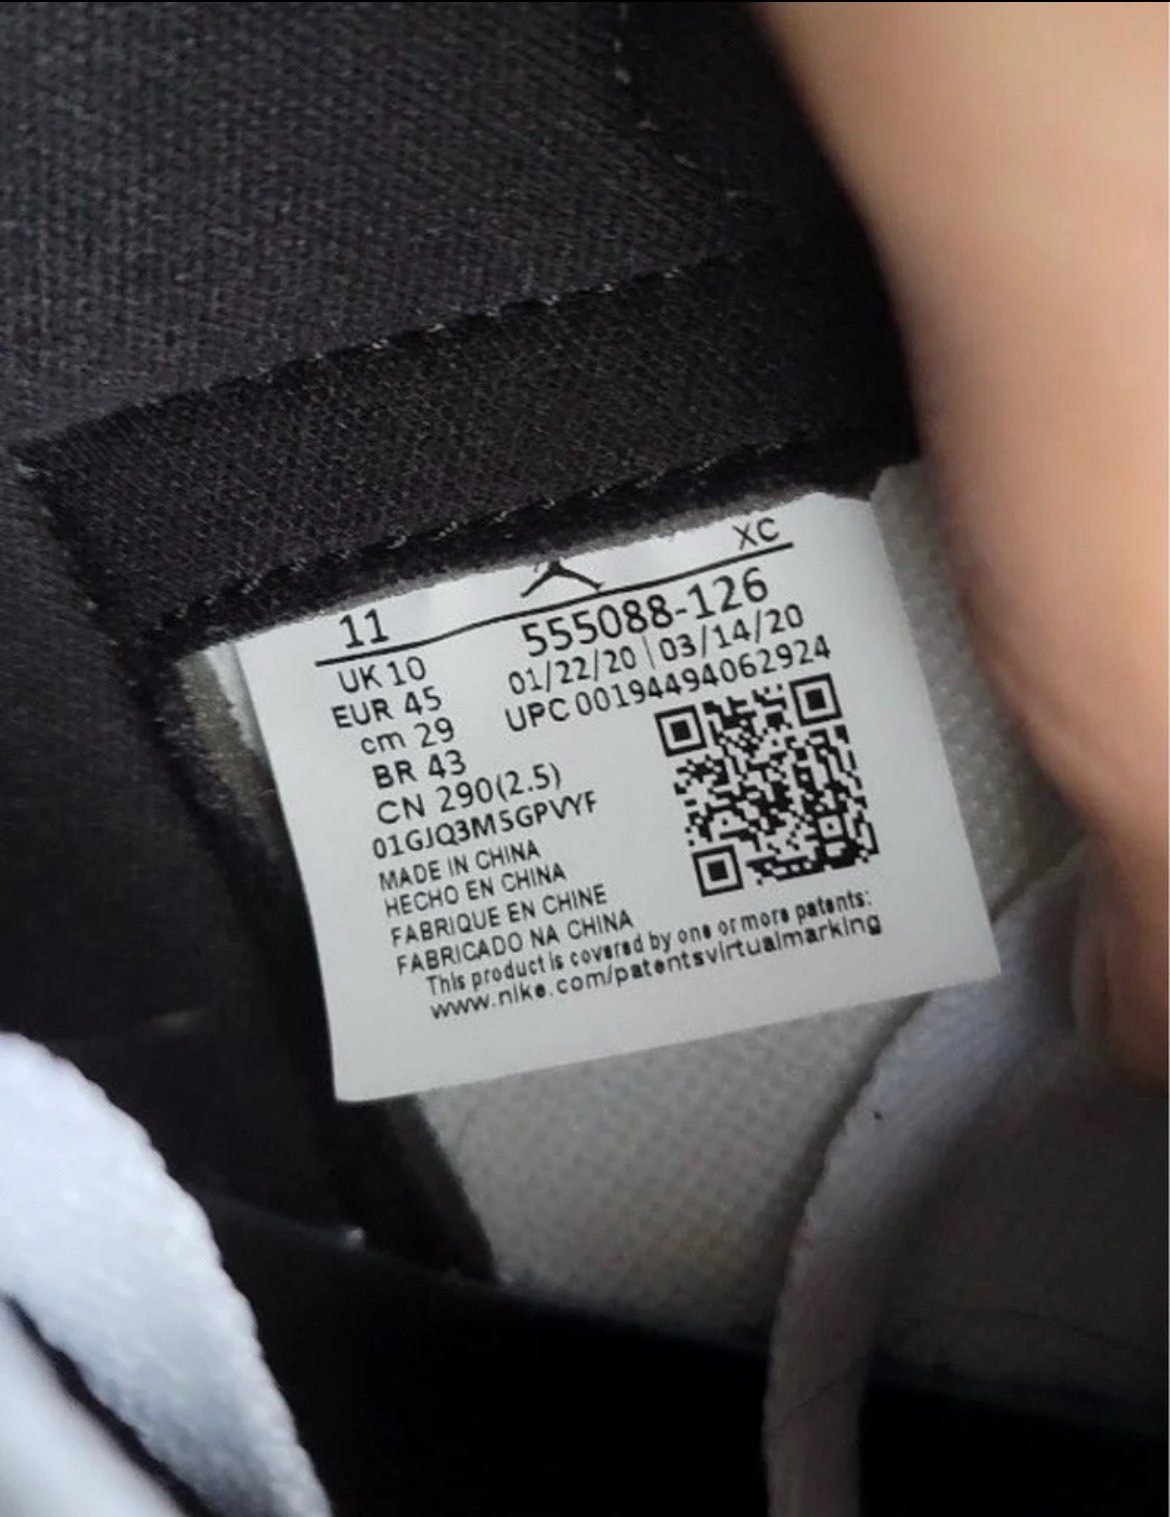 11 XC
UK 10 555088-126
EUR 45 01/22/20 | 03/14/20
cm 29 UPC 00194494062924
BR 43
CN 290(2.5)
01GJQ3M5GPVYF
MADE IN CHINA
HECHO EN CHINA
FABRIQUE EN CHINE
FABRICADO NA CHINA
This product is covered by one or more patents:
www.nike.com/patentsvirtualmarking